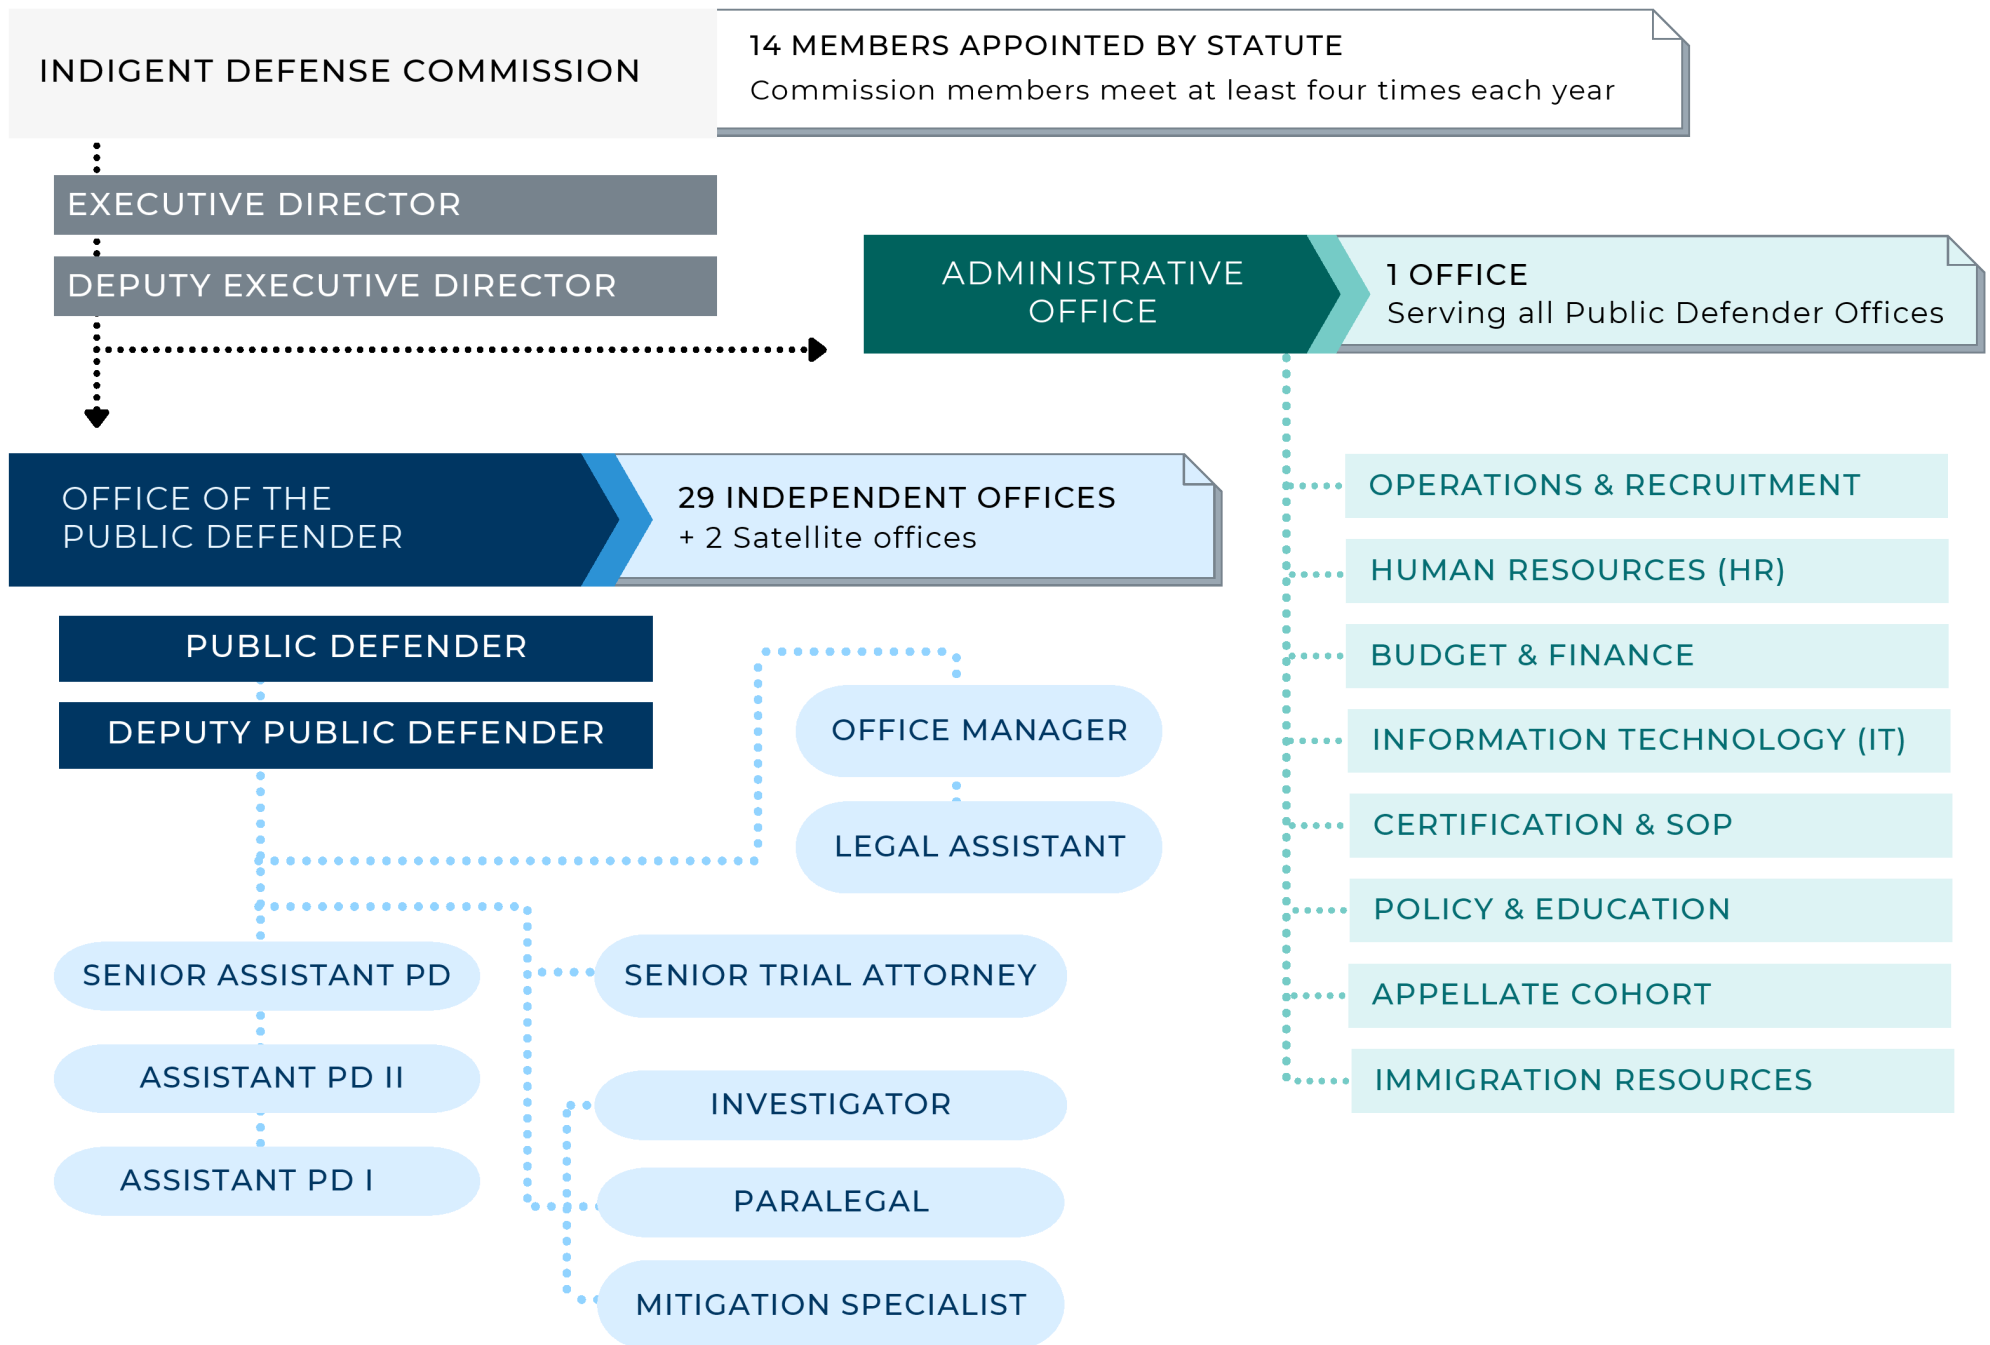 INDIGENT DEFENSE COMMISSION
14 MEMBERS APPOINTED BY STATUTE
Commission members meet at least four times each year
EXECUTIVE DIRECTOR
DEPUTY EXECUTIVE DIRECTOR
ADMINISTRATIVE
OFFICE
1 OFFICE
Serving all Public Defender Offices
OFFICE OF THE
PUBLIC DEFENDER
29 INDEPENDENT OFFICES
+ 2 Satellite offices
PUBLIC DEFENDER
DEPUTY PUBLIC DEFENDER
OFFICE MANAGER
LEGAL ASSISTANT
SENIOR ASSISTANT PD
ASSISTANT PD II
ASSISTANT PD I
SENIOR TRIAL ATTORNEY
INVESTIGATOR
PARALEGAL
MITIGATION SPECIALIST
OPERATIONS & RECRUITMENT
HUMAN RESOURCES (HR)
BUDGET & FINANCE
INFORMATION TECHNOLOGY (IT)
CERTIFICATION & SOP
POLICY & EDUCATION
APPELLATE COHORT
IMMIGRATION RESOURCES